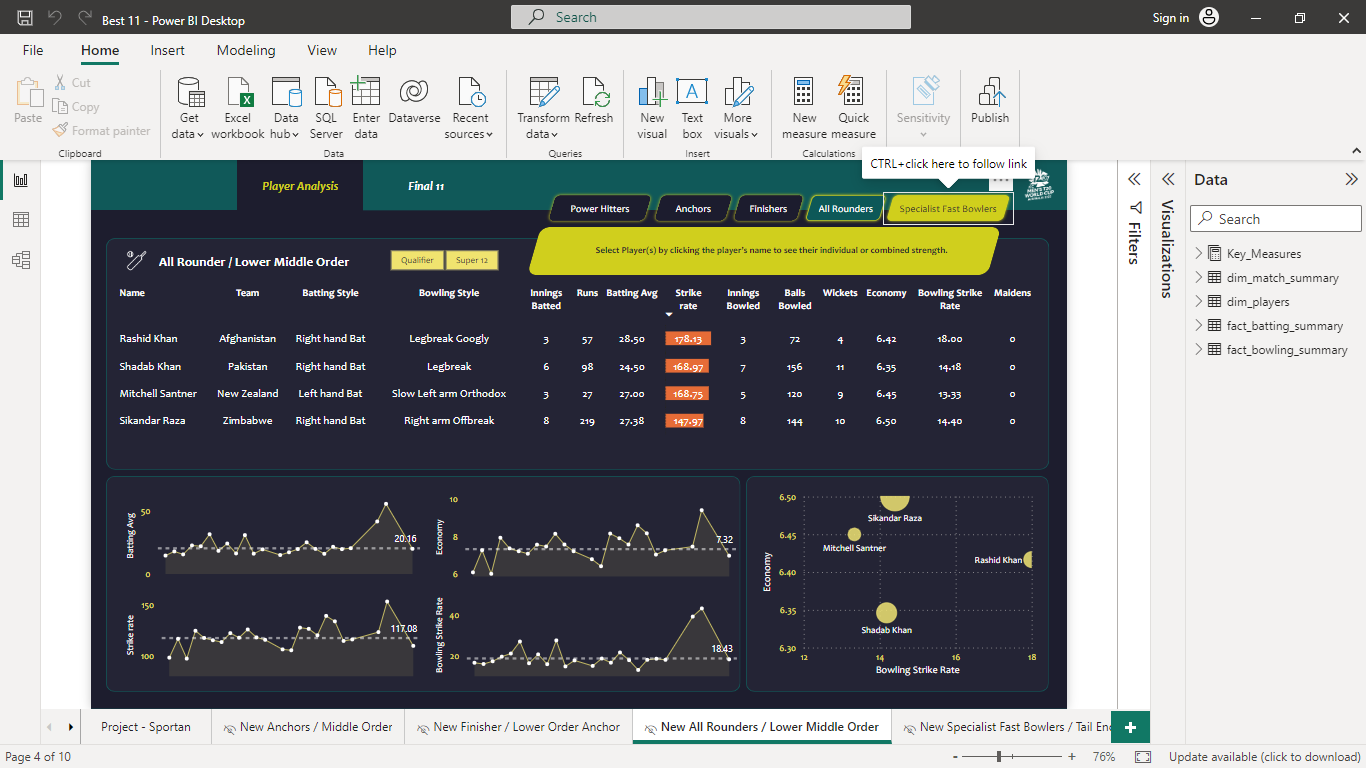 Best 11 - Power BI Desktop
Search
Sign in
File
Home
Insert
Modeling
View
Help
Paste
Cut
Copy
Format painter
Clipboard
Get data
Excel workbook
Data hub
SQL Server
Enter data
Dataverse
Recent sources
Data
Transform data
Refresh
Queries
New visual
Text box
More visuals
Insert
New measure
Quick measure
Calculations
Sensitivity
Publish
CTRL+click here to follow link
Player Analysis
Final 11
MEN'S T20
WORLD CUP
Power Hitters
Anchors
Finishers
All Rounders
Specialist Fast Bowlers
Select Player(s) by clicking the player's name to see their individual or combined strength.
All Rounder / Lower Middle Order
Qualifier
Super 12
Name Team Batting Style Bowling Style Innings Batted Runs Batting Avg Strike rate Innings Bowled Balls Bowled Wickets Economy Bowling Strike Rate Maidens
Rashid Khan Afghanistan Right hand Bat Legbreak Googly 3 57 28.50 178.13 3 72 4 6.42 18.00 0
Shadab Khan Pakistan Right hand Bat Legbreak 6 98 24.50 168.97 7 156 11 6.35 14.18 0
Mitchell Santner New Zealand Left hand Bat Slow Left arm Orthodox 3 27 27.00 168.75 5 120 9 6.45 13.33 0
Sikandar Raza Zimbabwe Right hand Bat Right arm Offbreak 8 219 27.38 147.97 8 144 10 6.50 14.40 0
Batting Avg
50
0
20.16
Economy
10
8
6
7.32
Strike rate
150
100
117.08
Bowling Strike Rate
40
20
18.43
Economy
6.50
6.45
6.40
6.35
6.30
Sikandar Raza
Mitchell Santner
Rashid Khan
Shadab Khan
12 14 16 18
Bowling Strike Rate
Filters
Visualizations
Data
Search
Key_Measures
dim_match_summary
dim_players
fact_batting_summary
fact_bowling_summary
Project - Sportan
New Anchors / Middle Order
New Finisher / Lower Order Anchor
New All Rounders / Lower Middle Order
New Specialist Fast Bowlers / Tail End
Page 4 of 10
- + 76%
Update available (click to download)